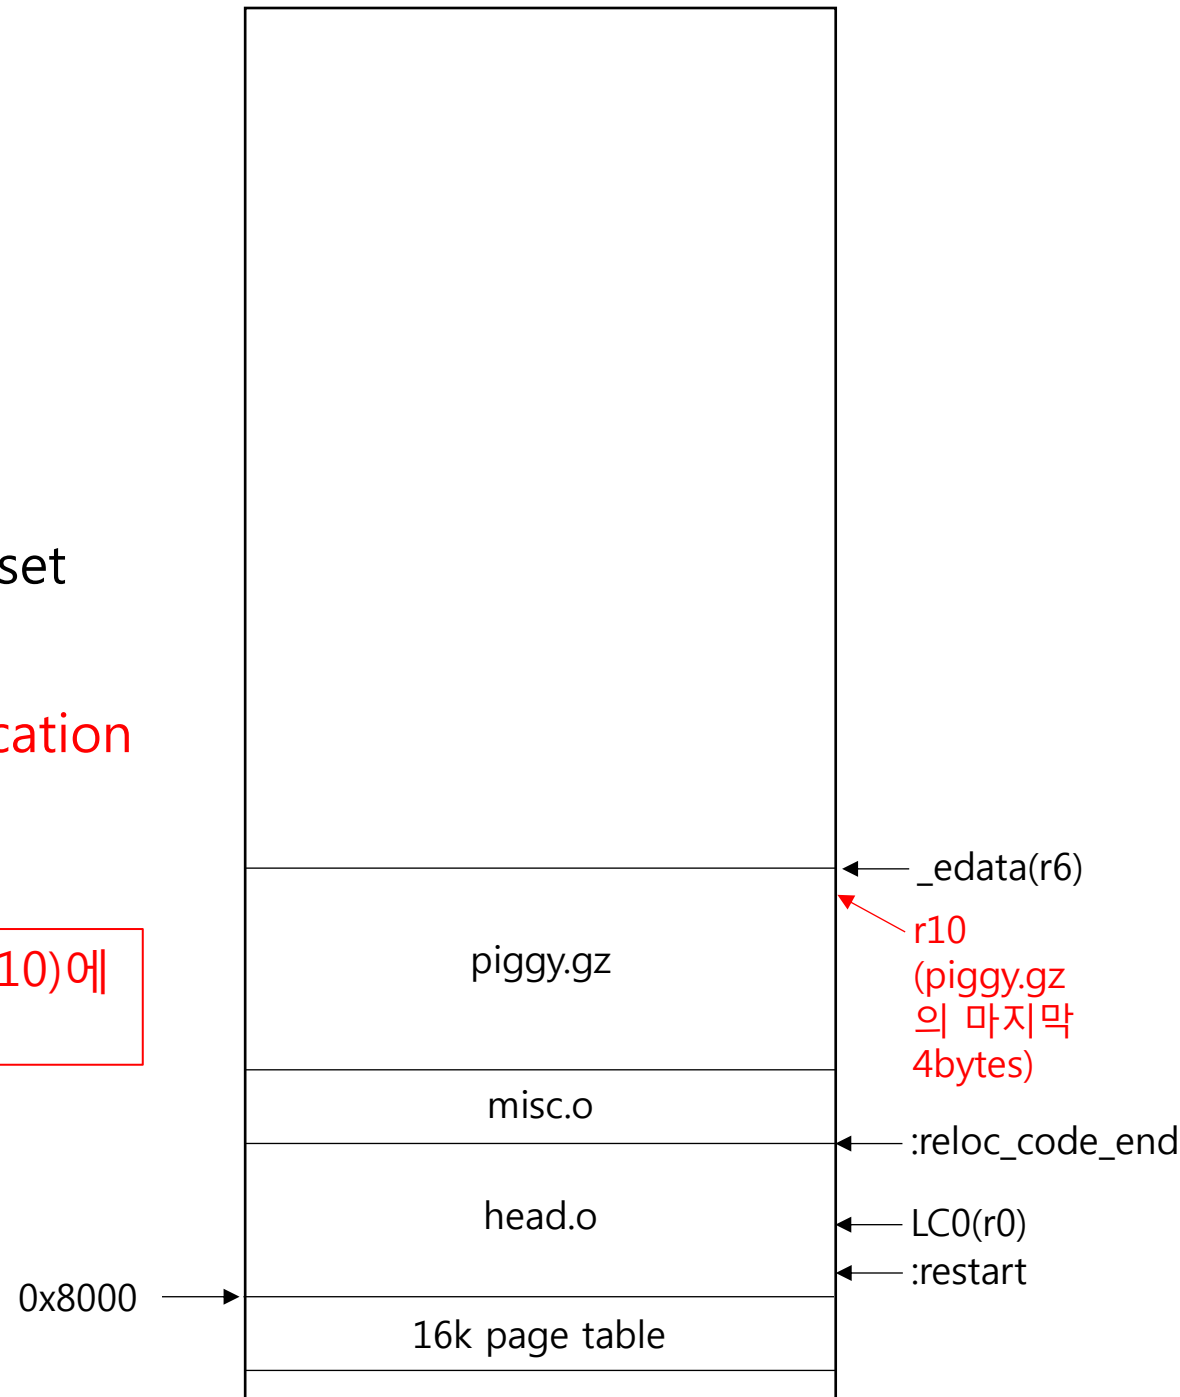 set
cation
10)에
_edata(r6)
r10
(piggy.gz
의 마지막
4bytes)
piggy.gz
misc.o
:reloc_code_end
head.o
LC0(r0)
:restart
0x8000
16k page table